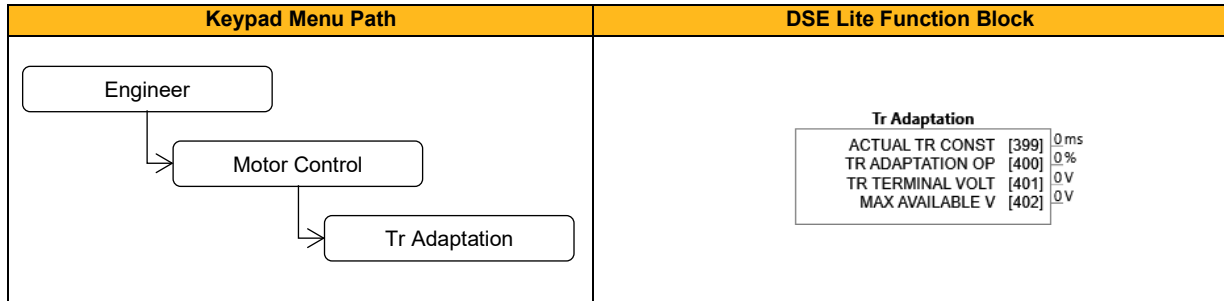 Keypad Menu Path
DSE Lite Function Block
Engineer
Motor Control
Tr Adaptation
Tr Adaptation
ACTUAL TR CONST [399] 0 ms
TR ADAPTATION OP [400] 0 %
TR TERMINAL VOLT [401] 0 V
MAX AVAILABLE V [402] 0 V